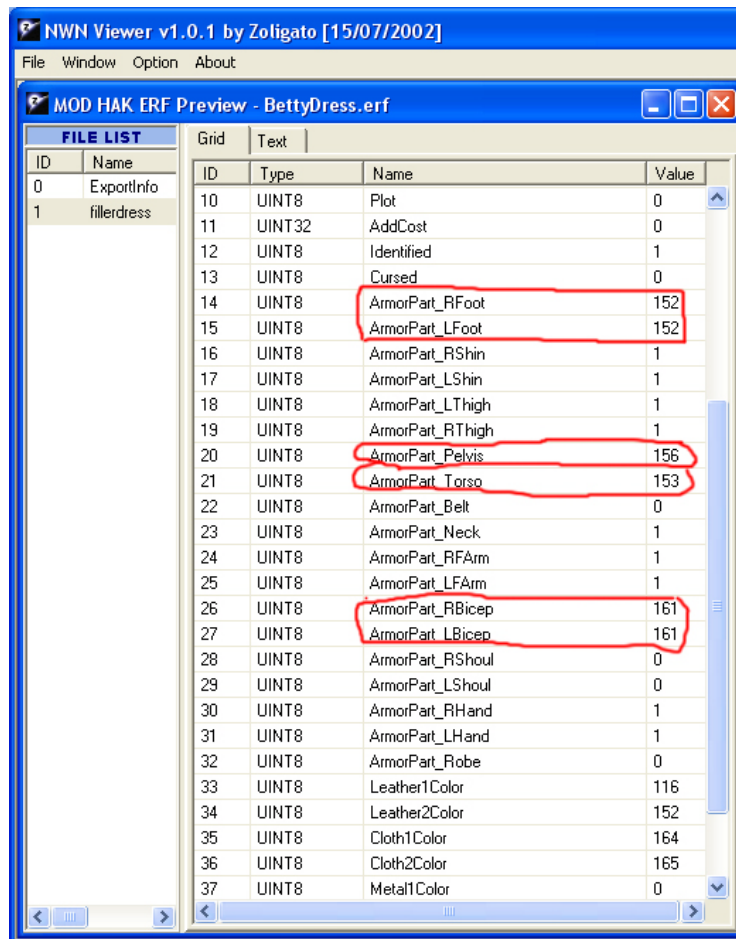 NWN Viewer v1.0.1 by Zoligato [15/07/2002]
File Window Option About
MOD HAK ERF Preview - BettyDress.erf
FILE LIST
ID Name
0 ExportInfo
1 fillerdress
Grid Text
ID Type Name Value
10 UINT8 Plot 0
11 UINT32 AddCost 0
12 UINT8 Identified 1
13 UINT8 Cursed 0
14 UINT8 ArmorPart_RFoot 152
15 UINT8 ArmorPart_LFoot 152
16 UINT8 ArmorPart_RShin 1
17 UINT8 ArmorPart_LShin 1
18 UINT8 ArmorPart_LThigh 1
19 UINT8 ArmorPart_RThigh 1
20 UINT8 ArmorPart_Pelvis 156
21 UINT8 ArmorPart_Torso 153
22 UINT8 ArmorPart_Belt 0
23 UINT8 ArmorPart_Neck 1
24 UINT8 ArmorPart_RFArm 1
25 UINT8 ArmorPart_LFArm 1
26 UINT8 ArmorPart_RBicep 161
27 UINT8 ArmorPart_LBicep 161
28 UINT8 ArmorPart_RShoul 0
29 UINT8 ArmorPart_LShoul 0
30 UINT8 ArmorPart_RHand 1
31 UINT8 ArmorPart_LHand 1
32 UINT8 ArmorPart_Robe 0
33 UINT8 Leather1Color 116
34 UINT8 Leather2Color 152
35 UINT8 Cloth1Color 164
36 UINT8 Cloth2Color 165
37 UINT8 Metal1Color 0